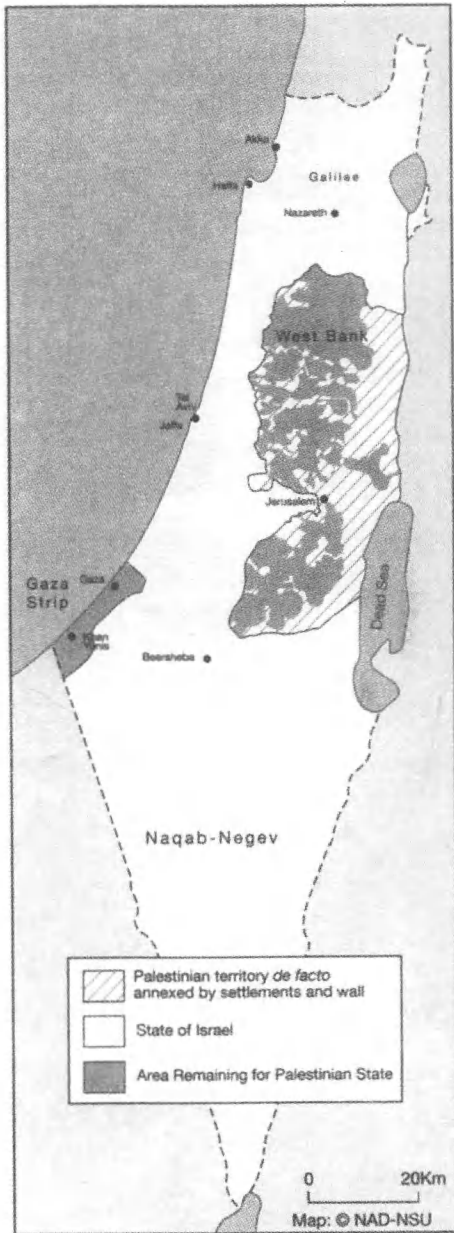 Akka
Haifa
Galilee
Nazareth
West Bank
Tel
Aviv
Jaffa
Jerusalem
Gaza
Gaza
Strip
Khan
Yunis
Dead Sea
Beersheba
Naqab-Negev
Palestinian territory de facto
annexed by settlements and wall
State of Israel
Area Remaining for Palestinian State
0 20Km
Map: © NAD-NSU